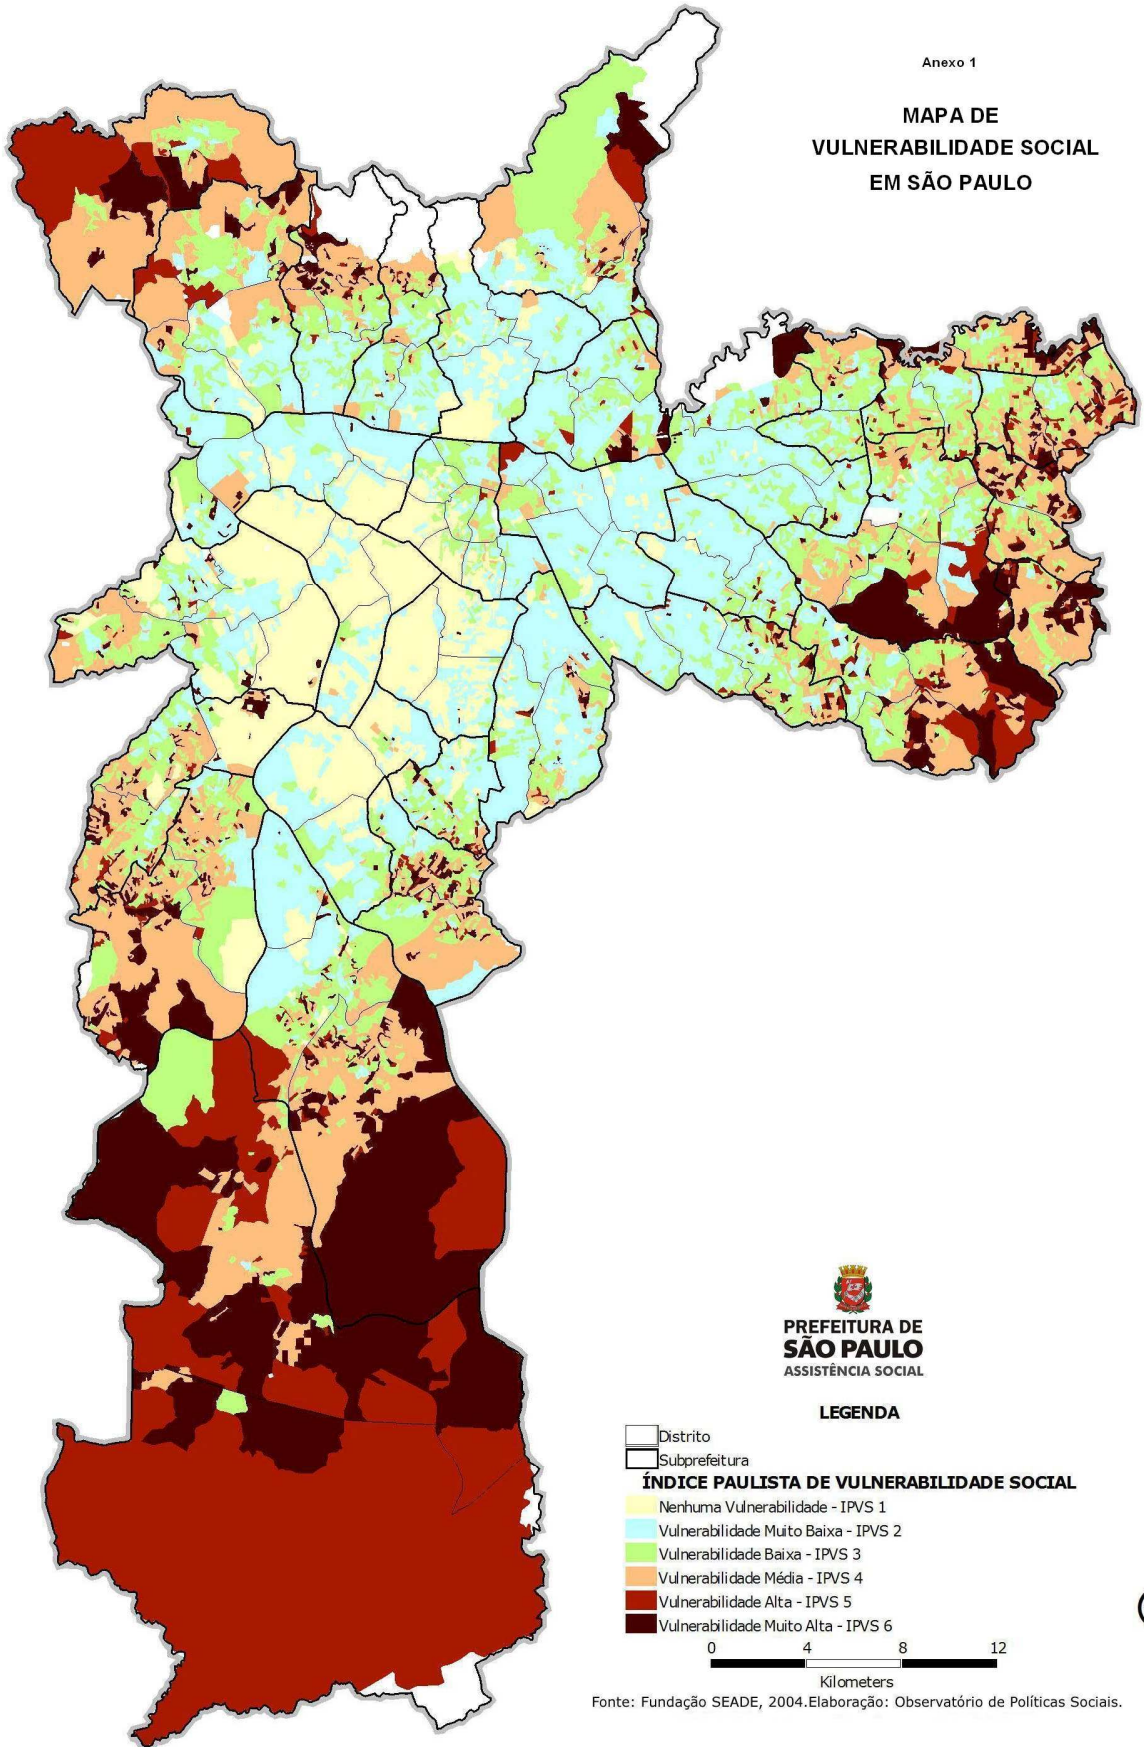 Anexo 1
MAPA DE
VULNERABILIDADE SOCIAL
EM SÃO PAULO
PREFEITURA DE
SÃO PAULO
ASSISTÊNCIA SOCIAL
LEGENDA
Distrito
Subprefeitura
ÍNDICE PAULISTA DE VULNERABILIDADE SOCIAL
Nenhuma Vulnerabilidade - IPVS 1
Vulnerabilidade Muito Baixa - IPVS 2
Vulnerabilidade Baixa - IPVS 3
Vulnerabilidade Média - IPVS 4
Vulnerabilidade Alta - IPVS 5
Vulnerabilidade Muito Alta - IPVS 6
0 4 8 12
Kilometers
Fonte: Fundação SEADE, 2004.Elaboração: Observatório de Políticas Sociais.